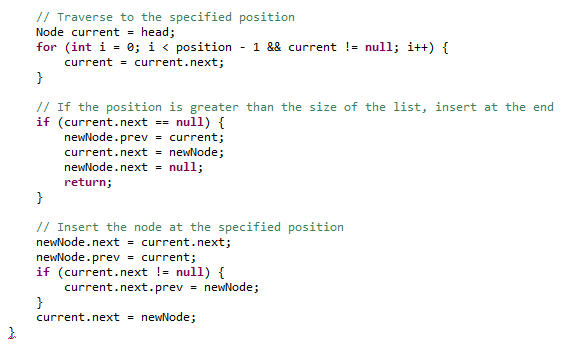 // Traverse to the specified position
Node current = head;
for (int i = 0; i < position - 1 && current != null; i++) {
    current = current.next;
}
// If the position is greater than the size of the list, insert at the end
if (current.next == null) {
    newNode.prev = current;
    current.next = newNode;
    newNode.next = null;
    return;
}
// Insert the node at the specified position
newNode.next = current.next;
newNode.prev = current;
if (current.next != null) {
    current.next.prev = newNode;
}
current.next = newNode;
}